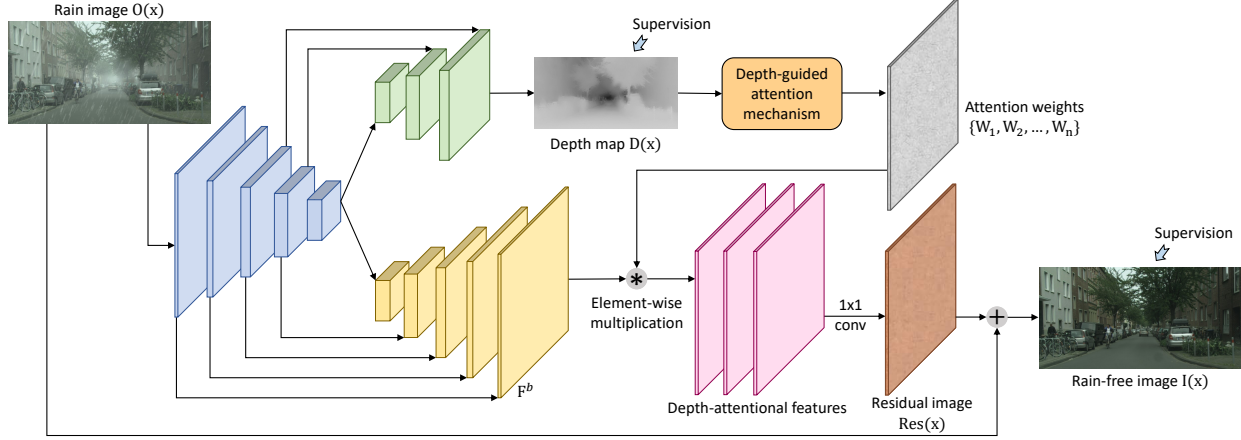 Rain image O(x)
Supervision
Depth-guided
attention
mechanism
Depth map D(x)
Attention weights
{W₁, W₂, ..., Wₙ}
Supervision
Element-wise
multiplication
1x1
conv
Fᵇ
Depth-attentional features
Residual image
Res(x)
Rain-free image I(x)